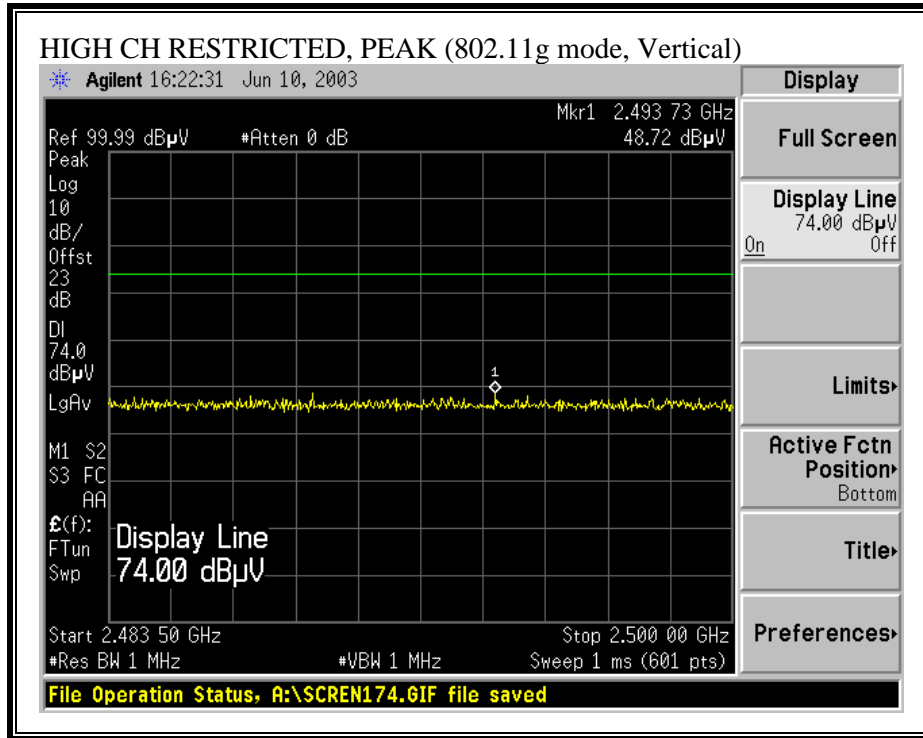 HIGH CH RESTRICTED, PEAK (802.11g mode, Vertical)
Agilent 16:22:31 Jun 10, 2003
Display
Mkr1 2.493 73 GHz
Ref 99.99 dBµV #Atten 0 dB 48.72 dBµV
Full Screen
Peak
Log
10
dB/
Offst
23
dB
DI
74.0
dBµV
LgAv
M1 S2
S3 FC
AA
£(f):
FTun
Swp
1
Display Line
74.00 dBµV
Display Line
74.00 dBµV
On Off
Limits
Active Fctn
Position
Bottom
Title
Preferences
Start 2.483 50 GHz Stop 2.500 00 GHz
#Res BW 1 MHz #VBW 1 MHz Sweep 1 ms (601 pts)
File Operation Status, A:\SCREN174.GIF file saved